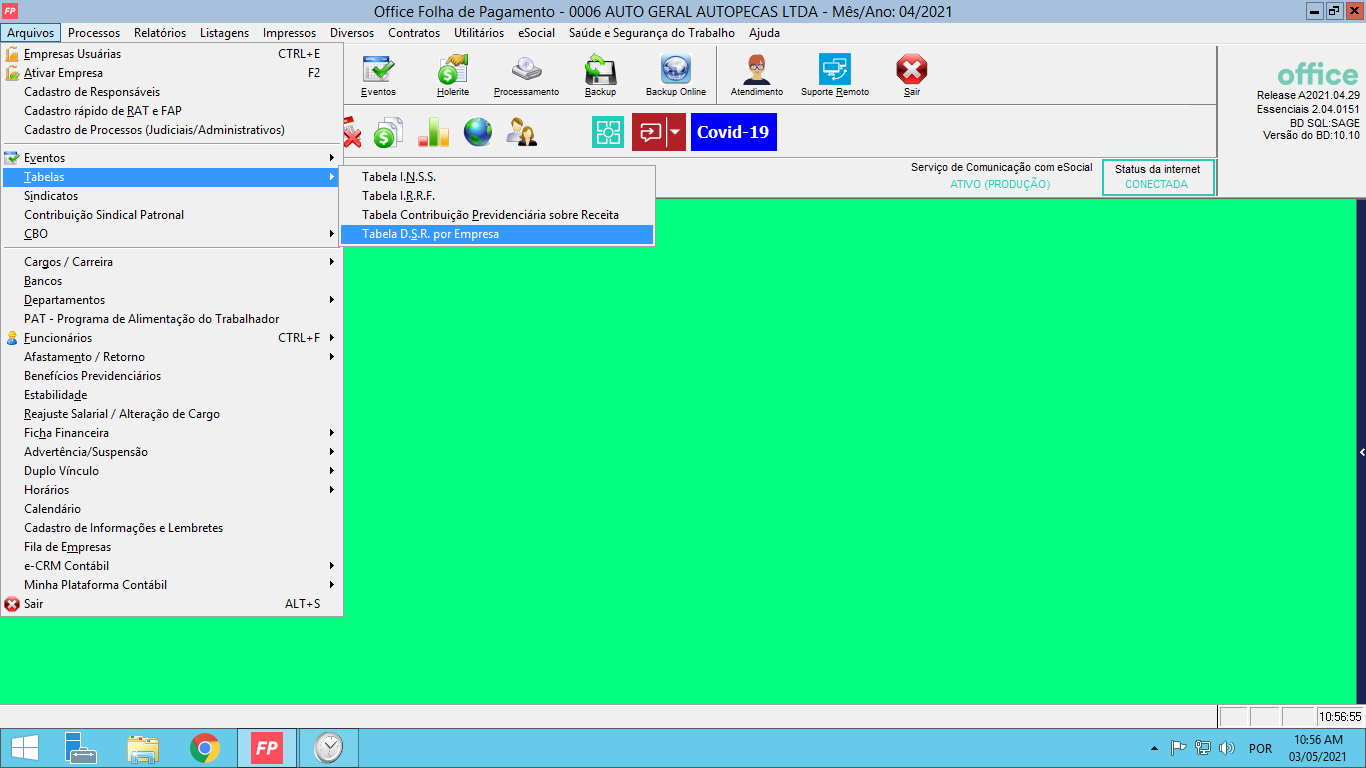 FP
Office Folha de Pagamento - 0006 AUTO GERAL AUTOPECAS LTDA - Mês/Ano: 04/2021
Arquivos Processos Relatórios Listagens Impressos Diversos Contratos Utilitários eSocial Saúde e Segurança do Trabalho Ajuda
Empresas Usuárias CTRL+E
Ativar Empresa F2
Cadastro de Responsáveis
Cadastro rápido de RAT e FAP
Cadastro de Processos (Judiciais/Administrativos)
Eventos
Tabelas
Sindicatos
Contribuição Sindical Patronal
CBO
Cargos / Carreira
Bancos
Departamentos
PAT - Programa de Alimentação do Trabalhador
Funcionários CTRL+F
Afastamento / Retorno
Benefícios Previdenciários
Estabilidade
Reajuste Salarial / Alteração de Cargo
Ficha Financeira
Advertência/Suspensão
Duplo Vínculo
Horários
Calendário
Cadastro de Informações e Lembretes
Fila de Empresas
e-CRM Contábil
Minha Plataforma Contábil
Sair ALT+S
Tabela I.N.S.S.
Tabela I.R.R.F.
Tabela Contribuição Previdenciária sobre Receita
Tabela D.S.R. por Empresa
Eventos Holerite Processamento Backup Backup Online Atendimento Suporte Remoto Sair
Covid-19
office
Release A2021.04.29
Essenciais 2.04.0151
BD SQL:SAGE
Versão do BD:10.10
Serviço de Comunicação com eSocial
ATIVO (PRODUÇÃO)
Status da internet
CONECTADA
10:56:55
FP
POR
10:56 AM
03/05/2021